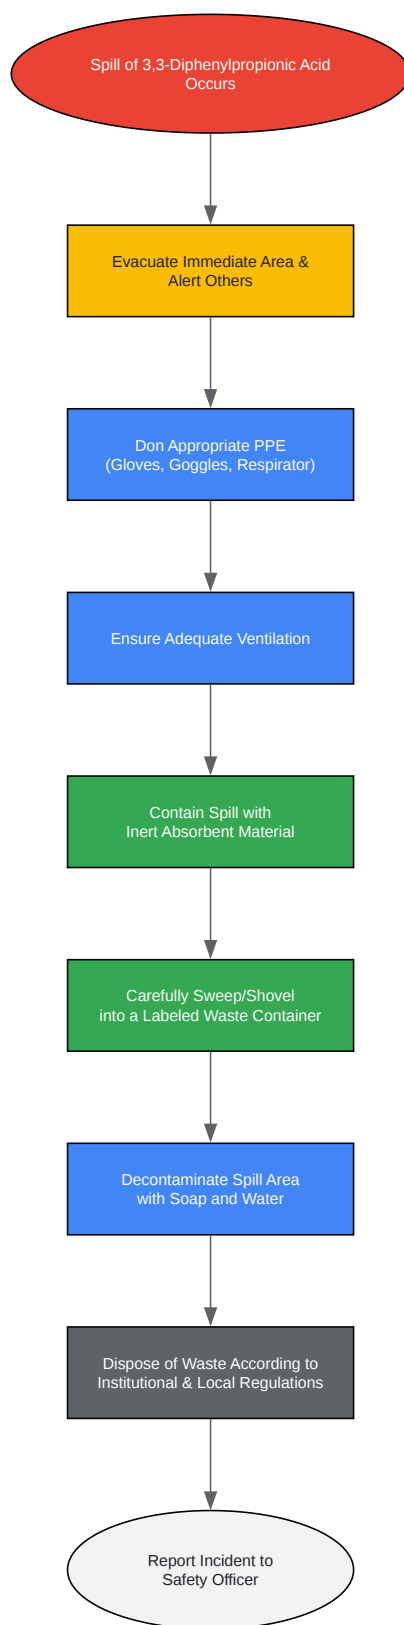 Spill of 3,3-Diphenylpropionic Acid
Occurs
Evacuate Immediate Area &
Alert Others
Don Appropriate PPE
(Gloves, Goggles, Respirator)
Ensure Adequate Ventilation
Contain Spill with
Inert Absorbent Material
Carefully Sweep/Shovel
into a Labeled Waste Container
Decontaminate Spill Area
with Soap and Water
Dispose of Waste According to
Institutional & Local Regulations
Report Incident to
Safety Officer